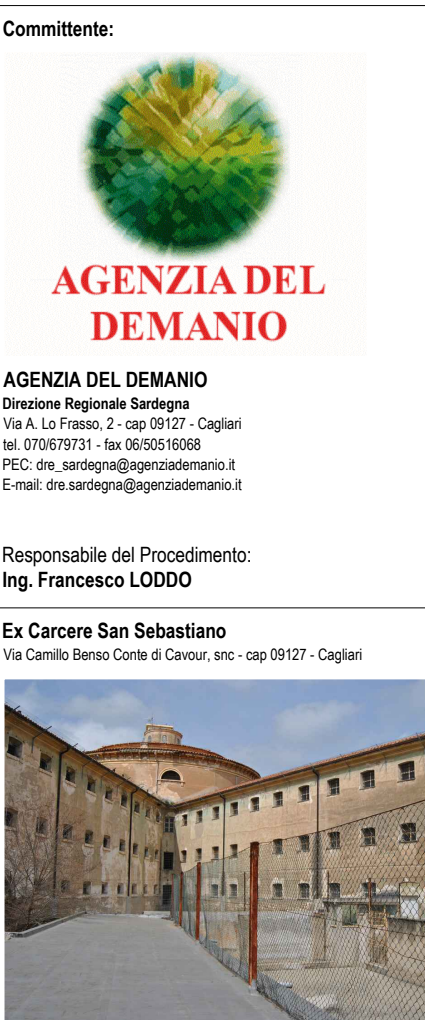 Committente:
AGENZIA DEL
DEMANIO
AGENZIA DEL DEMANIO
Direzione Regionale Sardegna
Via A. Lo Frasso, 2 - cap 09127 - Cagliari
tel. 070/679731 - fax 06/50516068
PEC: dre_sardegna@agenziademanio.it
E-mail: dre.sardegna@agenziademanio.it
Responsabile del Procedimento:
Ing. Francesco LODDO
Ex Carcere San Sebastiano
Via Camillo Benso Conte di Cavour, snc - cap 09127 - Cagliari